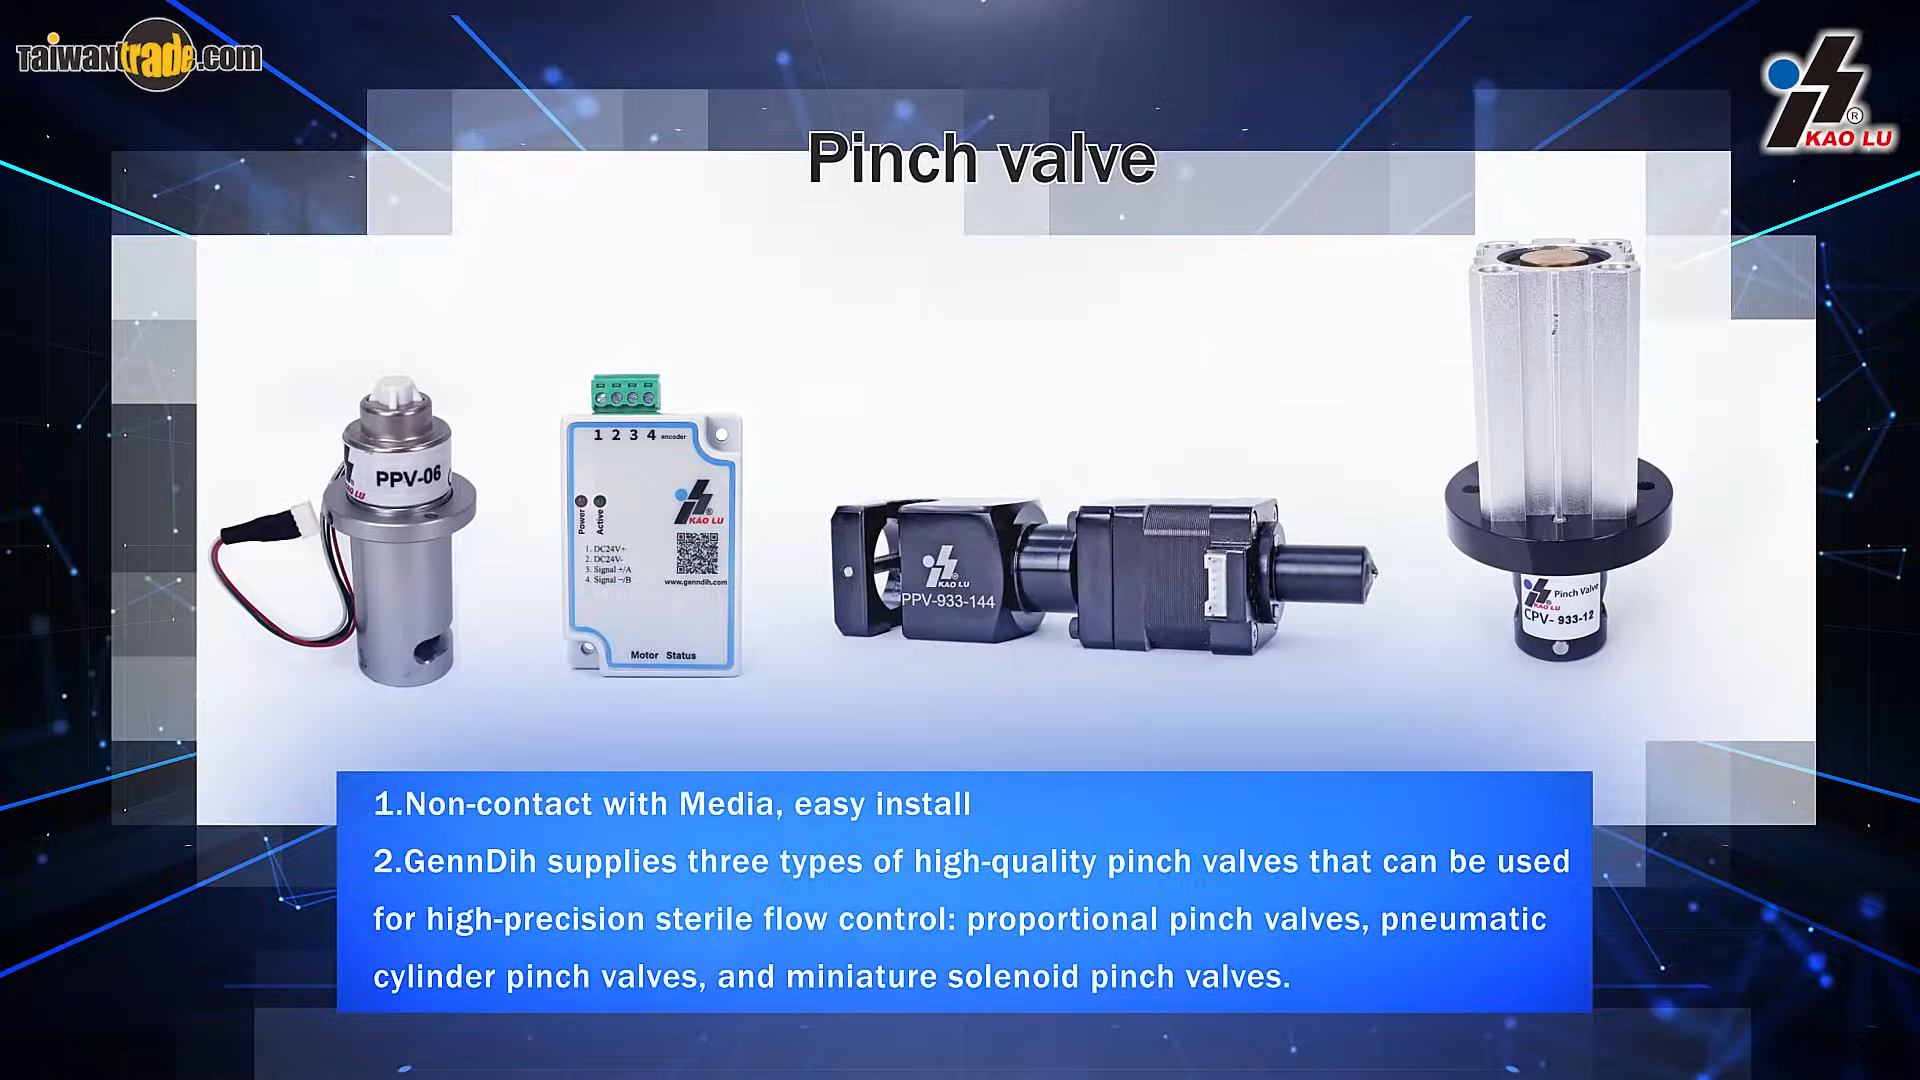 Taiwantrade.com
KAO LU
Pinch valve
PPV-06
1 2 3 4 encoder
Power
Active
KAO LU
1. DC24V+
2. DC24V-
3. Signal +/A
4. Signal -/B
www.genndih.com
Motor Status
KAO LU
PPV-933-144
Pinch Valve
KAO LU
CPV- 933-12
1.Non-contact with Media, easy install
2.GennDih supplies three types of high-quality pinch valves that can be used
for high-precision sterile flow control: proportional pinch valves, pneumatic
cylinder pinch valves, and miniature solenoid pinch valves.